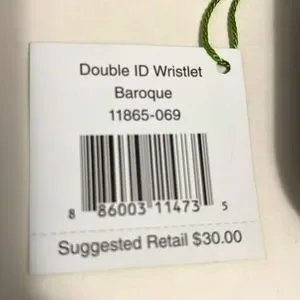 Double ID Wristlet
Baroque
11865-069
8 86003 11473 5
Suggested Retail $30.00